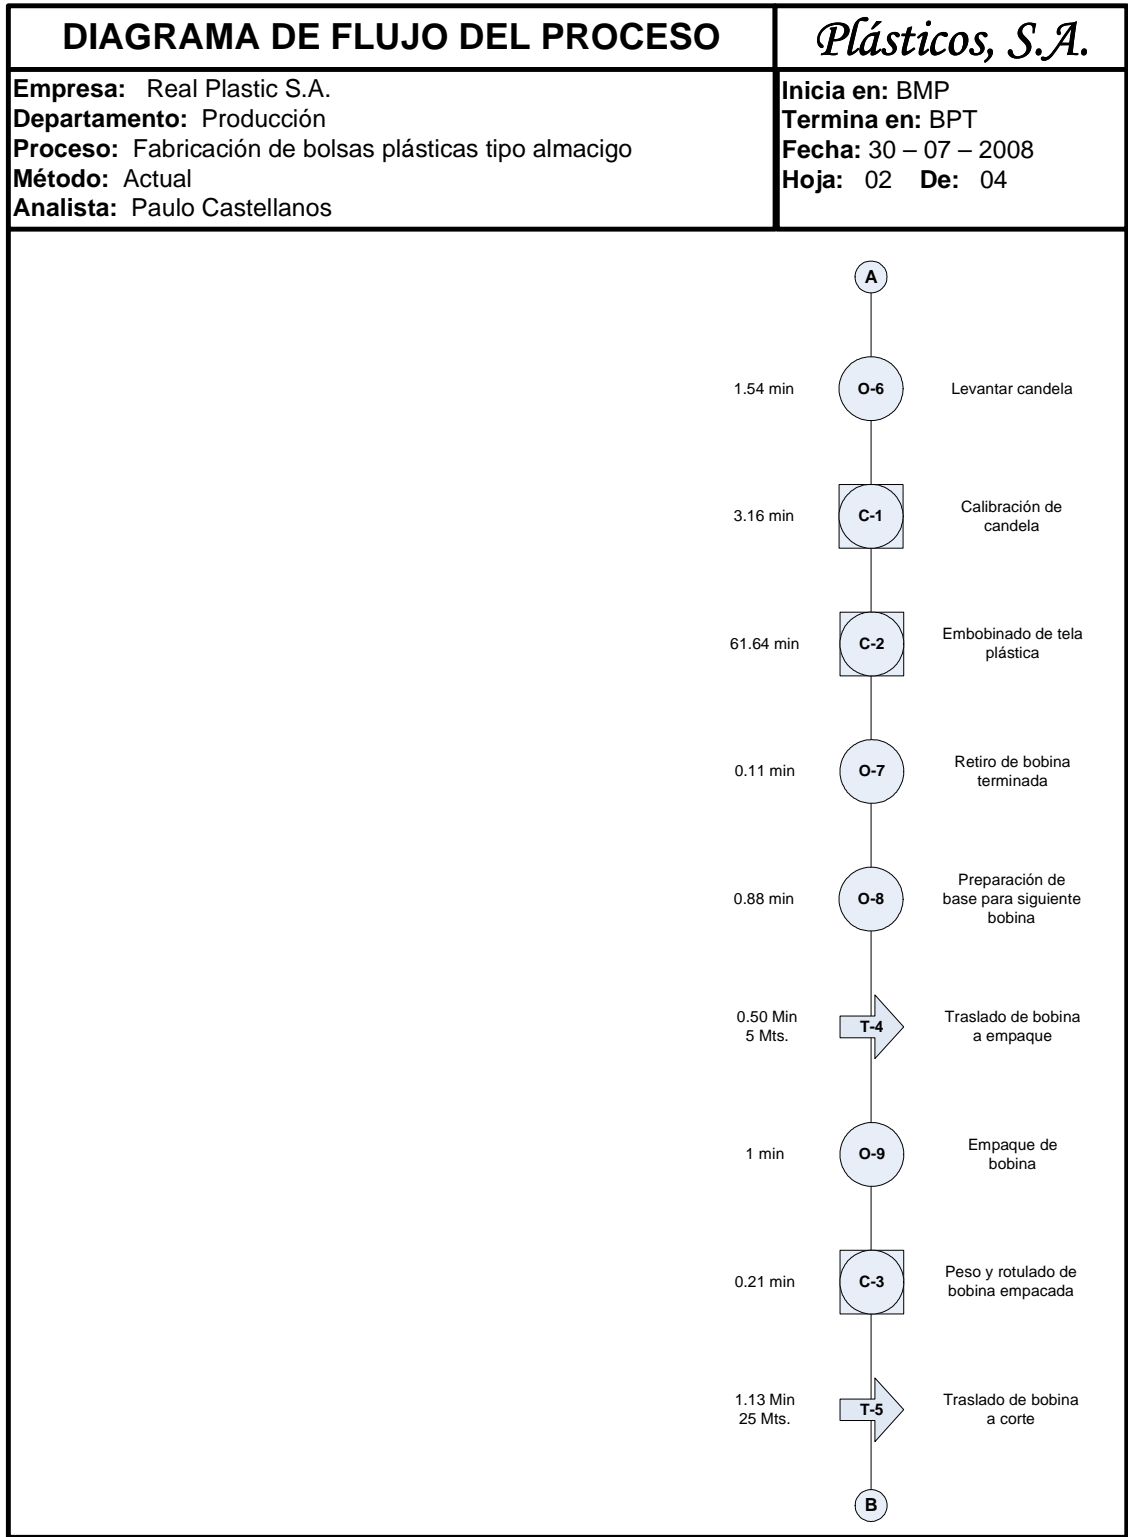 DIAGRAMA DE FLUJO DEL PROCESO
Plásticos, S.A.
Empresa: Real Plastic S.A.
Departamento: Producción
Proceso: Fabricación de bolsas plásticas tipo almacigo
Método: Actual
Analista: Paulo Castellanos
Inicia en: BMP
Termina en: BPT
Fecha: 30 – 07 – 2008
Hoja: 02 De: 04
A
1.54 min
O-6
Levantar candela
3.16 min
C-1
Calibración de
candela
61.64 min
C-2
Embobinado de tela
plástica
0.11 min
O-7
Retiro de bobina
terminada
0.88 min
O-8
Preparación de
base para siguiente
bobina
0.50 Min
5 Mts.
T-4
Traslado de bobina
a empaque
1 min
O-9
Empaque de
bobina
0.21 min
C-3
Peso y rotulado de
bobina empacada
1.13 Min
25 Mts.
T-5
Traslado de bobina
a corte
B